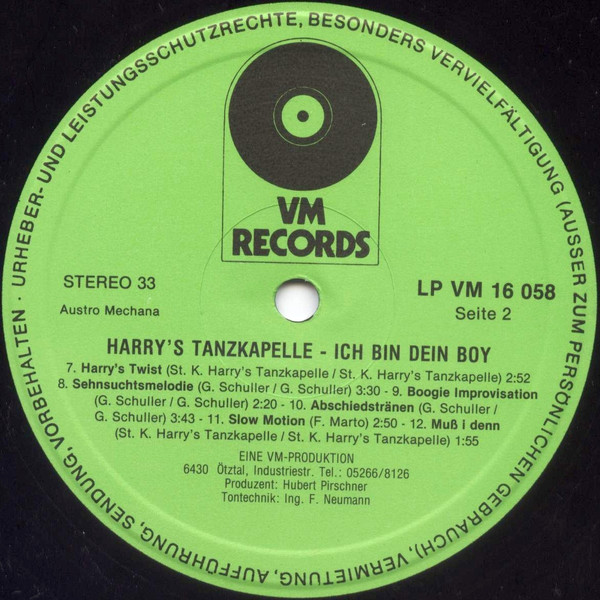 URHEBER- UND LEISTUNGSSCHUTZRECHTE, BESONDERS VERVIELFÄLTIGUNG (AUSSER ZUM PERSÖNLICHEN GEBRAUCH), VERMIETUNG, AUFFÜHRUNG, SENDUNG, VORBEHALTEN ·
VM
RECORDS
STEREO 33
LP VM 16 058
Austro Mechana
Seite 2
HARRY'S TANZKAPELLE - ICH BIN DEIN BOY
7. Harry's Twist (St. K. Harry's Tanzkapelle / St. K. Harry's Tanzkapelle) 2:52
8. Sehnsuchtsmelodie (G. Schuller / G. Schuller) 3:30 - 9. Boogie Improvisation
(G. Schuller / G. Schuller) 2:20 - 10. Abschiedstränen (G. Schuller /
G. Schuller) 3:43 - 11. Slow Motion (F. Marto) 2:50 - 12. Muß i denn
(St. K. Harry's Tanzkapelle / St. K. Harry's Tanzkapelle) 1:55
EINE VM-PRODUKTION
6430 Ötztal, Industriestr. Tel.: 05266/8126
Produzent: Hubert Pirschner
Tontechnik: Ing. F. Neumann